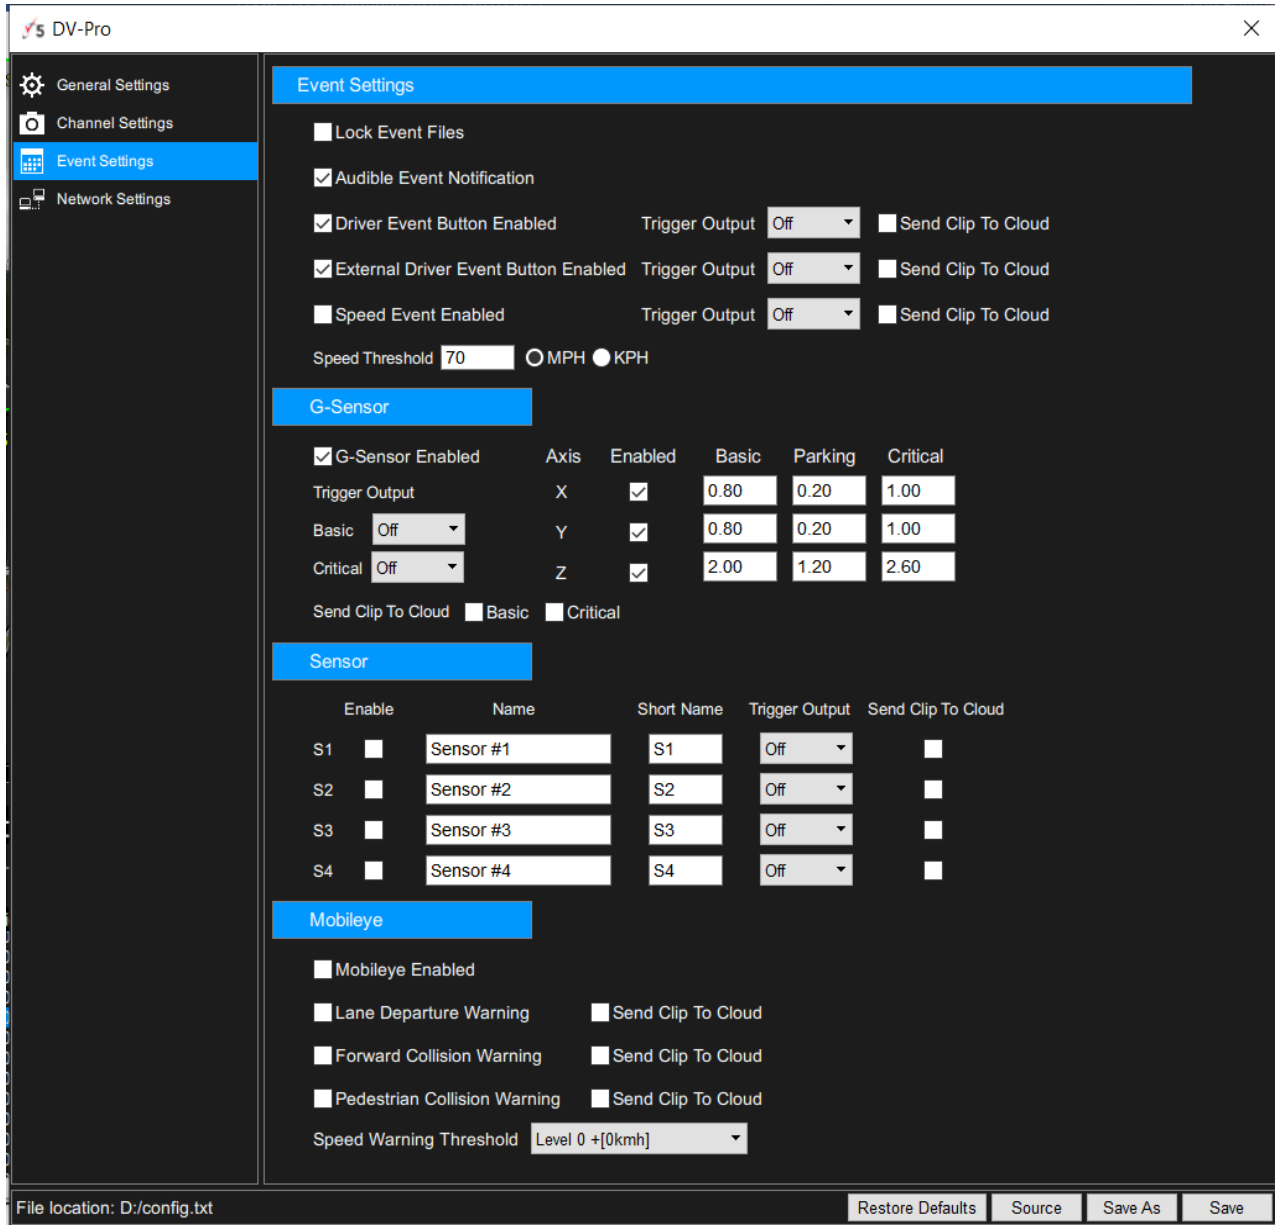 5 DV-Pro
General Settings
Channel Settings
Event Settings
Network Settings
Event Settings
Lock Event Files
Audible Event Notification
Driver Event Button Enabled Trigger Output Off Send Clip To Cloud
External Driver Event Button Enabled Trigger Output Off Send Clip To Cloud
Speed Event Enabled Trigger Output Off Send Clip To Cloud
Speed Threshold 70 MPH KPH
G-Sensor
G-Sensor Enabled Axis Enabled Basic Parking Critical
Trigger Output X 0.80 0.20 1.00
Basic Off Y 0.80 0.20 1.00
Critical Off Z 2.00 1.20 2.60
Send Clip To Cloud Basic Critical
Sensor
Enable Name Short Name Trigger Output Send Clip To Cloud
S1 Sensor #1 S1 Off
S2 Sensor #2 S2 Off
S3 Sensor #3 S3 Off
S4 Sensor #4 S4 Off
Mobileye
Mobileye Enabled
Lane Departure Warning Send Clip To Cloud
Forward Collision Warning Send Clip To Cloud
Pedestrian Collision Warning Send Clip To Cloud
Speed Warning Threshold Level 0 +[0kmh]
File location: D:/config.txt Restore Defaults Source Save As Save